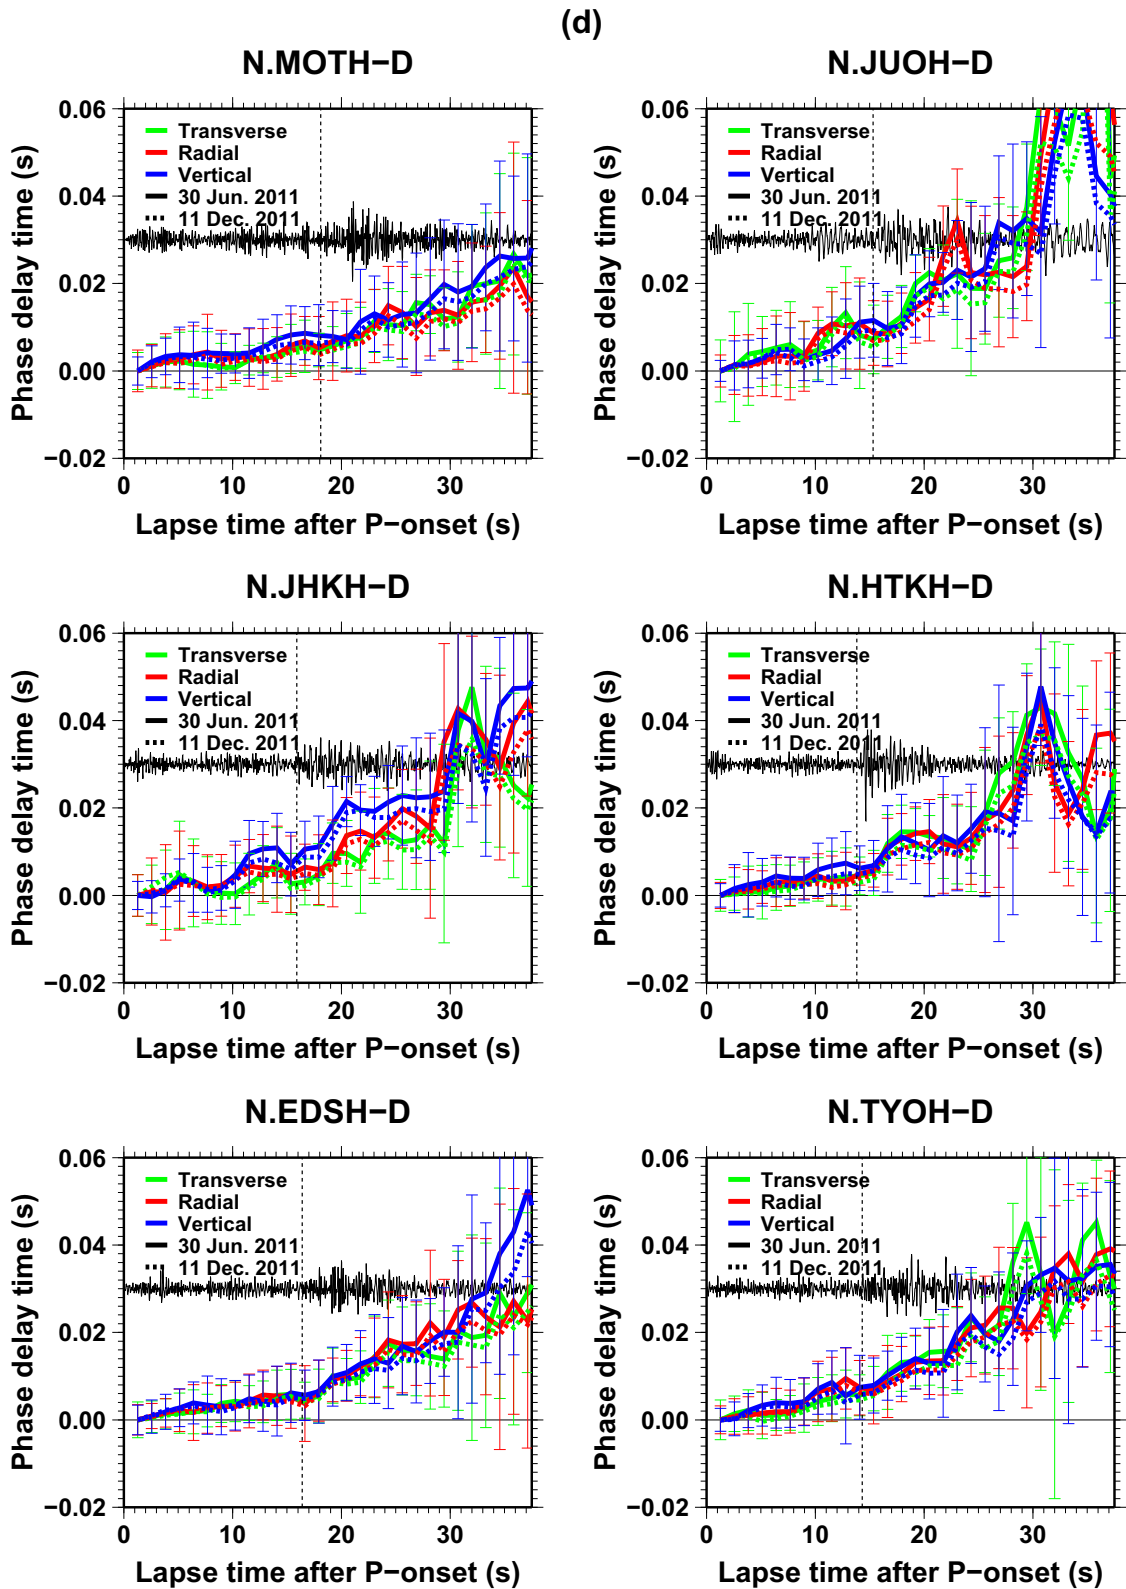 (d)
N.MOTH−D
0.06
0.04
0.02
0.00
−0.02
Phase delay time (s)
Transverse
Radial
Vertical
30 Jun. 2011
11 Dec. 2011
0 10 20 30
Lapse time after P−onset (s)
N.JUOH−D
0.06
0.04
0.02
0.00
−0.02
Phase delay time (s)
Transverse
Radial
Vertical
30 Jun. 2011
11 Dec. 2011
0 10 20 30
Lapse time after P−onset (s)
N.JHKH−D
0.06
0.04
0.02
0.00
−0.02
Phase delay time (s)
Transverse
Radial
Vertical
30 Jun. 2011
11 Dec. 2011
0 10 20 30
Lapse time after P−onset (s)
N.HTKH−D
0.06
0.04
0.02
0.00
−0.02
Phase delay time (s)
Transverse
Radial
Vertical
30 Jun. 2011
11 Dec. 2011
0 10 20 30
Lapse time after P−onset (s)
N.EDSH−D
0.06
0.04
0.02
0.00
−0.02
Phase delay time (s)
Transverse
Radial
Vertical
30 Jun. 2011
11 Dec. 2011
0 10 20 30
Lapse time after P−onset (s)
N.TYOH−D
0.06
0.04
0.02
0.00
−0.02
Phase delay time (s)
Transverse
Radial
Vertical
30 Jun. 2011
11 Dec. 2011
0 10 20 30
Lapse time after P−onset (s)